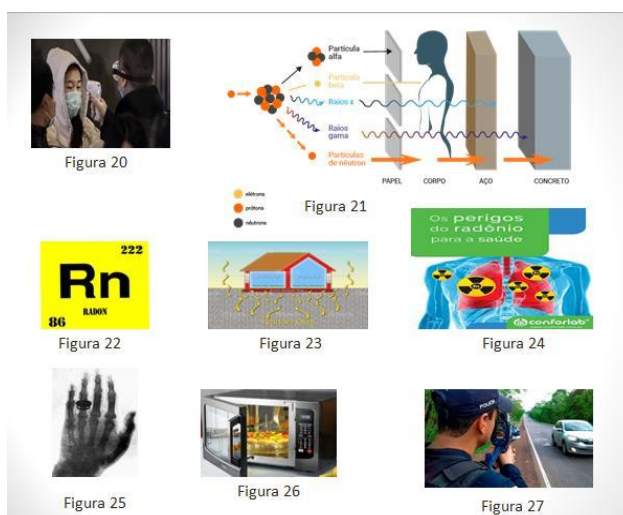 Figura 20
Partícula
alfa
Partícula
beta
Raios x
Raios
gama
Partículas
de nêutron
PAPEL
CORPO
AÇO
CONCRETO
elétrons
prótons
nêutrons
Figura 21
222
Rn
RADON
86
Figura 22
Figura 23
Os perigos
do radônio
para a saúde
conforlab
Figura 24
Figura 25
Figura 26
POLÍCIA
Figura 27